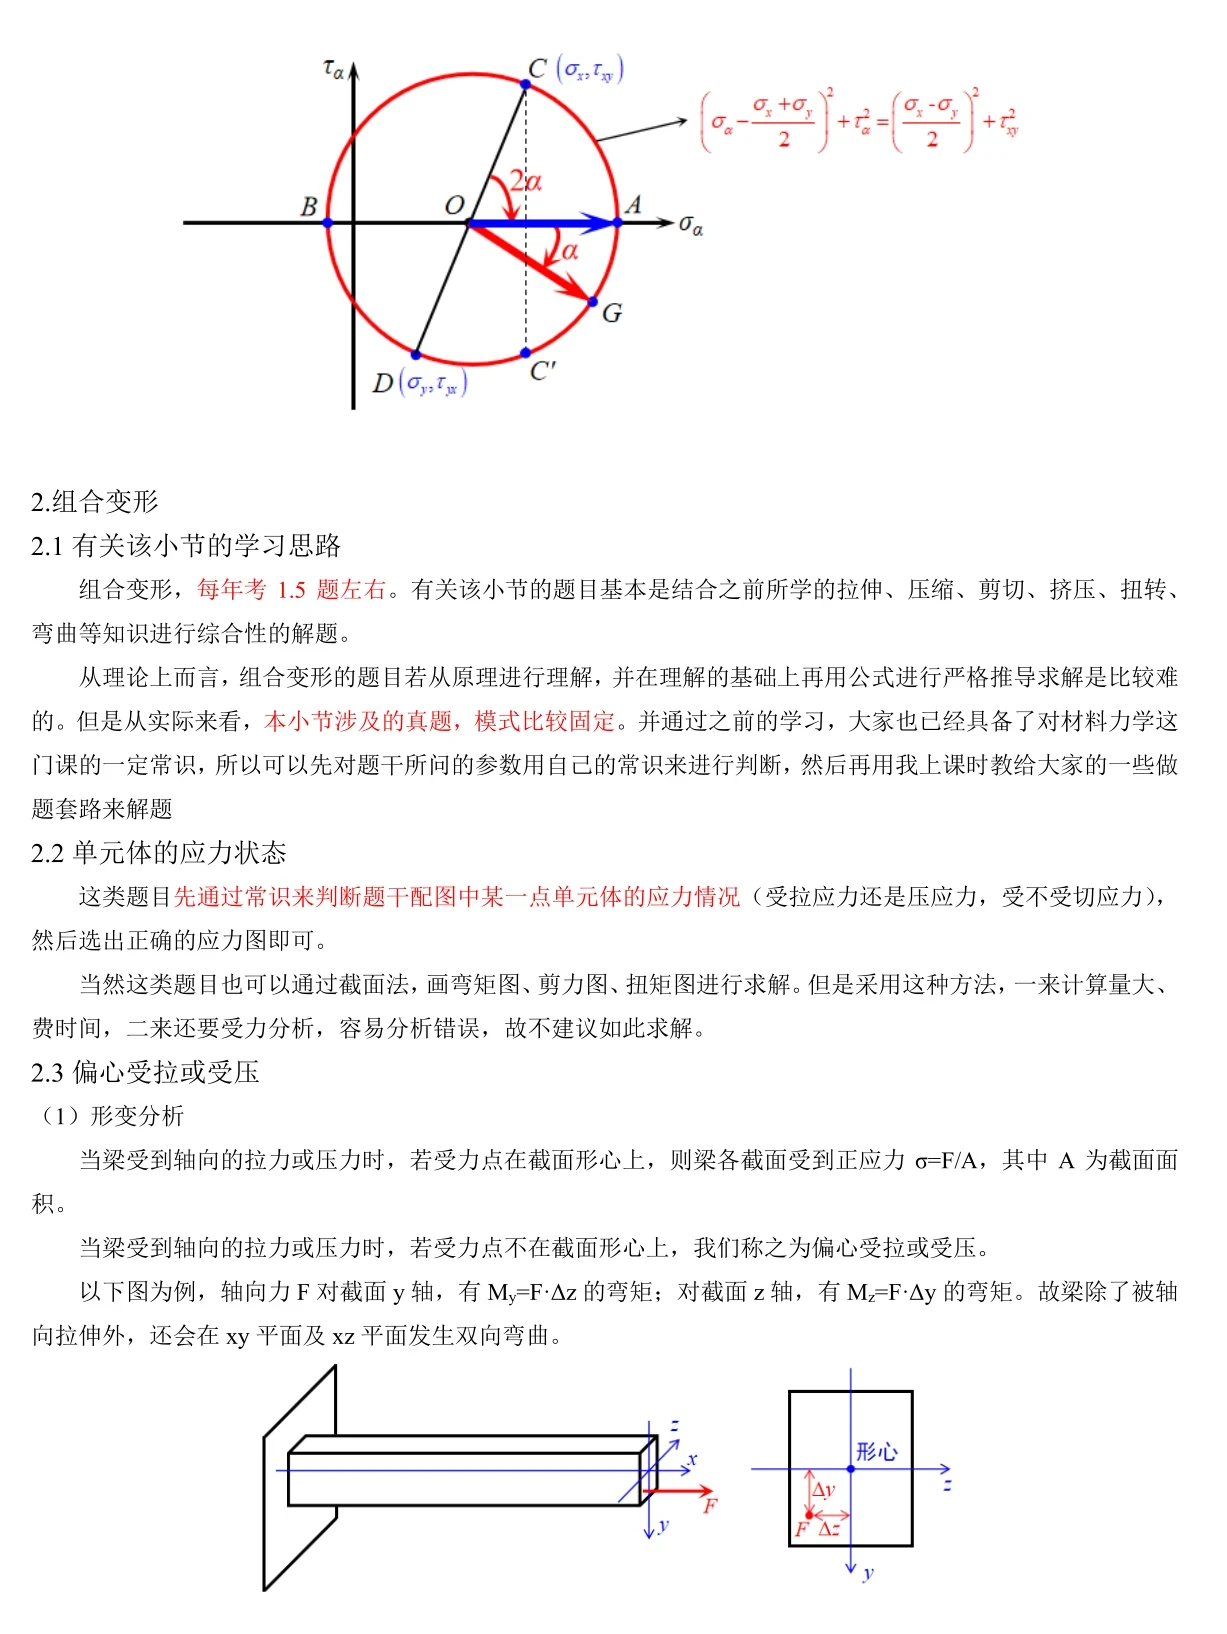 τα
C (σx,τxy)
(σα-(σx+σy)/2)²+τα²=((σx-σy)/2)²+τxy²
2α
B
O
A
σα
α
G
D(σy,τyx)
C'
2.组合变形
2.1 有关该小节的学习思路
组合变形，每年考 1.5 题左右。有关该小节的题目基本是结合之前所学的拉伸、压缩、剪切、挤压、扭转、
弯曲等知识进行综合性的解题。
从理论上而言，组合变形的题目若从原理进行理解，并在理解的基础上再用公式进行严格推导求解是比较难
的。但是从实际来看，本小节涉及的真题，模式比较固定。并通过之前的学习，大家也已经具备了对材料力学这
门课的一定常识，所以可以先对题干所问的参数用自己的常识来进行判断，然后再用我上课时教给大家的一些做
题套路来解题
2.2 单元体的应力状态
这类题目先通过常识来判断题干配图中某一点单元体的应力情况（受拉应力还是压应力，受不受切应力），
然后选出正确的应力图即可。
当然这类题目也可以通过截面法，画弯矩图、剪力图、扭矩图进行求解。但是采用这种方法，一来计算量大、
费时间，二来还要受力分析，容易分析错误，故不建议如此求解。
2.3 偏心受拉或受压
（1）形变分析
当梁受到轴向的拉力或压力时，若受力点在截面形心上，则梁各截面受到正应力 σ=F/A，其中 A 为截面面
积。
当梁受到轴向的拉力或压力时，若受力点不在截面形心上，我们称之为偏心受拉或受压。
以下图为例，轴向力 F 对截面 y 轴，有 My=F·Δz 的弯矩；对截面 z 轴，有 Mz=F·Δy 的弯矩。故梁除了被轴
向拉伸外，还会在 xy 平面及 xz 平面发生双向弯曲。
z
x
F
y
形心
z
Δy
F Δz
y